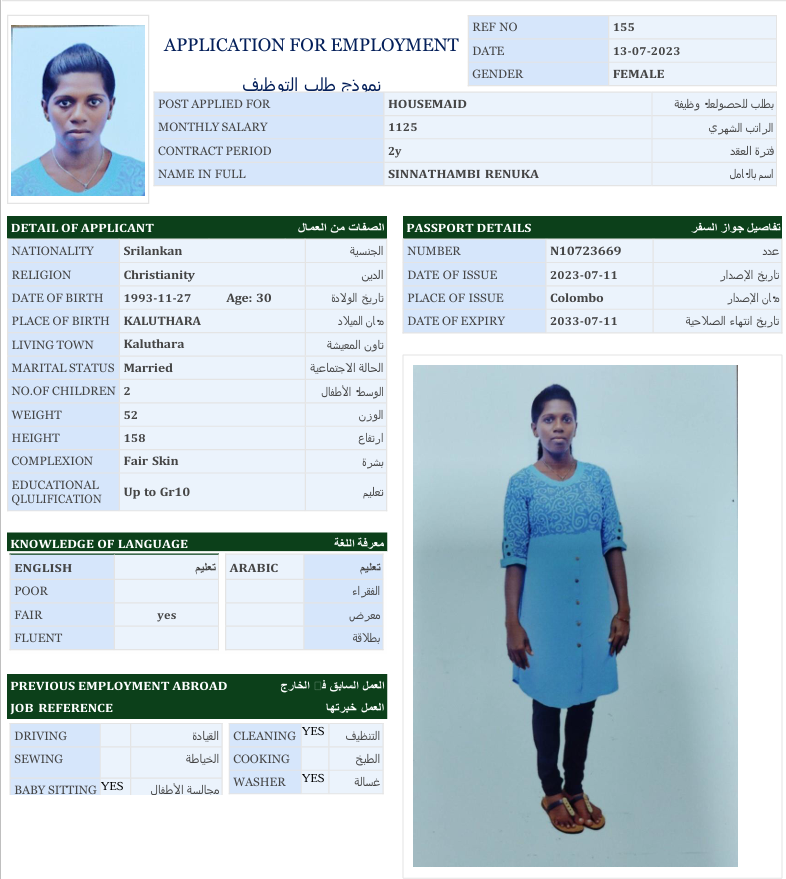 APPLICATION FOR EMPLOYMENT
نموذج طلب التوظيف
REF NO 155
DATE 13-07-2023
GENDER FEMALE
POST APPLIED FOR HOUSEMAID بطلب للحصولعلى وظيفة
MONTHLY SALARY 1125 الراتب الشهري
CONTRACT PERIOD 2y فترة العقد
NAME IN FULL SINNATHAMBI RENUKA اسم
DETAIL OF APPLICANT الصفات من العمال
NATIONALITY Srilankan الجنسية
RELIGION Christianity الدين
DATE OF BIRTH 1993-11-27 Age: 30 تاريخ الولادة
PLACE OF BIRTH KALUTHARA الميلاد
LIVING TOWN Kaluthara تاون المعيشة
MARITAL STATUS Married الحالة الاجتماعية
NO.OF CHILDREN 2 الأطفال
WEIGHT 52 الوزن
HEIGHT 158 ارتفاع
COMPLEXION Fair Skin بشرة
EDUCATIONAL
QLULIFICATION Up to Gr10 تعليم
PASSPORT DETAILS تفاصيل جواز السفر
NUMBER N10723669 عدد
DATE OF ISSUE 2023-07-11 تاريخ الإصدار
PLACE OF ISSUE Colombo الإصدار
DATE OF EXPIRY 2033-07-11 تاريخ انتهاء الصلاحية
KNOWLEDGE OF LANGUAGE معرفة اللغة
ENGLISH تعليم ARABIC تعليم
POOR الفقراء
FAIR yes معرض
FLUENT بطلاقة
PREVIOUS EMPLOYMENT ABROAD العمل السابق الخارج
JOB REFERENCE العمل خبرتها
DRIVING القيادة CLEANING YES التنظيف
SEWING الخياطة COOKING الطبخ
BABY SITTING YES مجالسة الأطفال WASHER YES غسالة